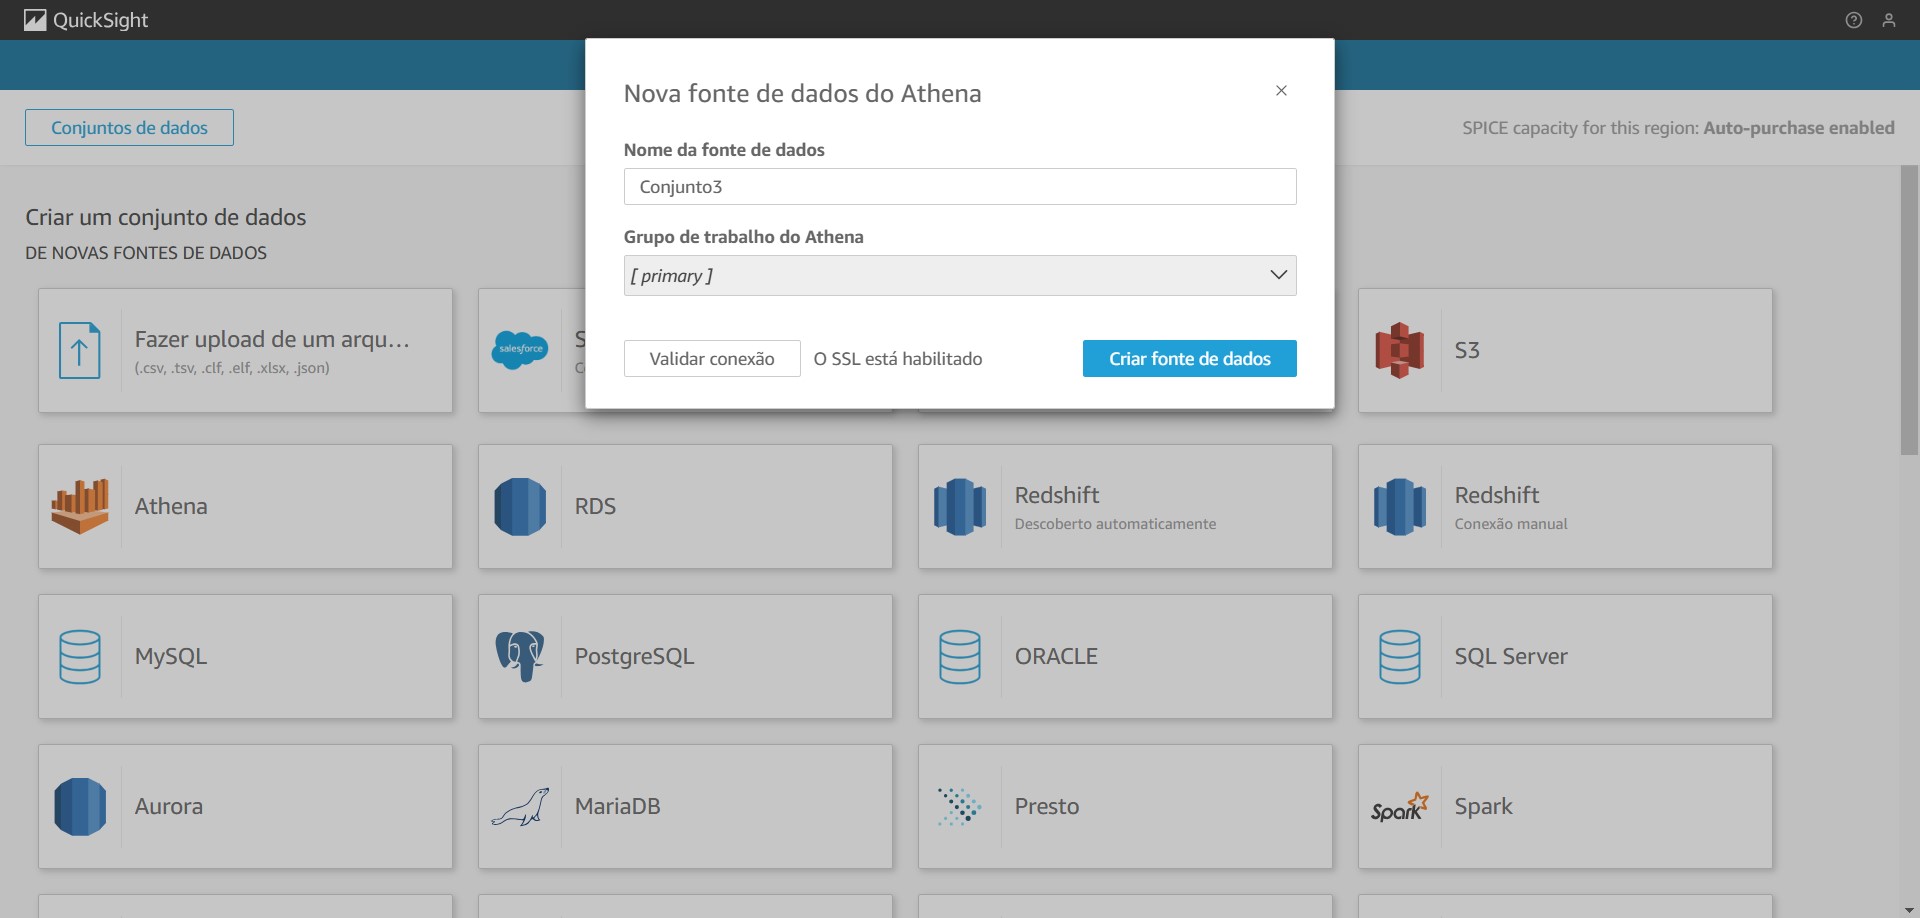 QuickSight
Nova fonte de dados do Athena
Nome da fonte de dados
Conjunto3
Grupo de trabalho do Athena
[ primary ]
Validar conexão
O SSL está habilitado
Criar fonte de dados
Conjuntos de dados
SPICE capacity for this region: Auto-purchase enabled
Criar um conjunto de dados
DE NOVAS FONTES DE DADOS
Fazer upload de um arqu...
(.csv, .tsv, .clf, .elf, .xlsx, .json)
salesforce
S3
Athena
RDS
Redshift
Descoberto automaticamente
Redshift
Conexão manual
MySQL
PostgreSQL
ORACLE
SQL Server
Aurora
MariaDB
Presto
Spark
Spark